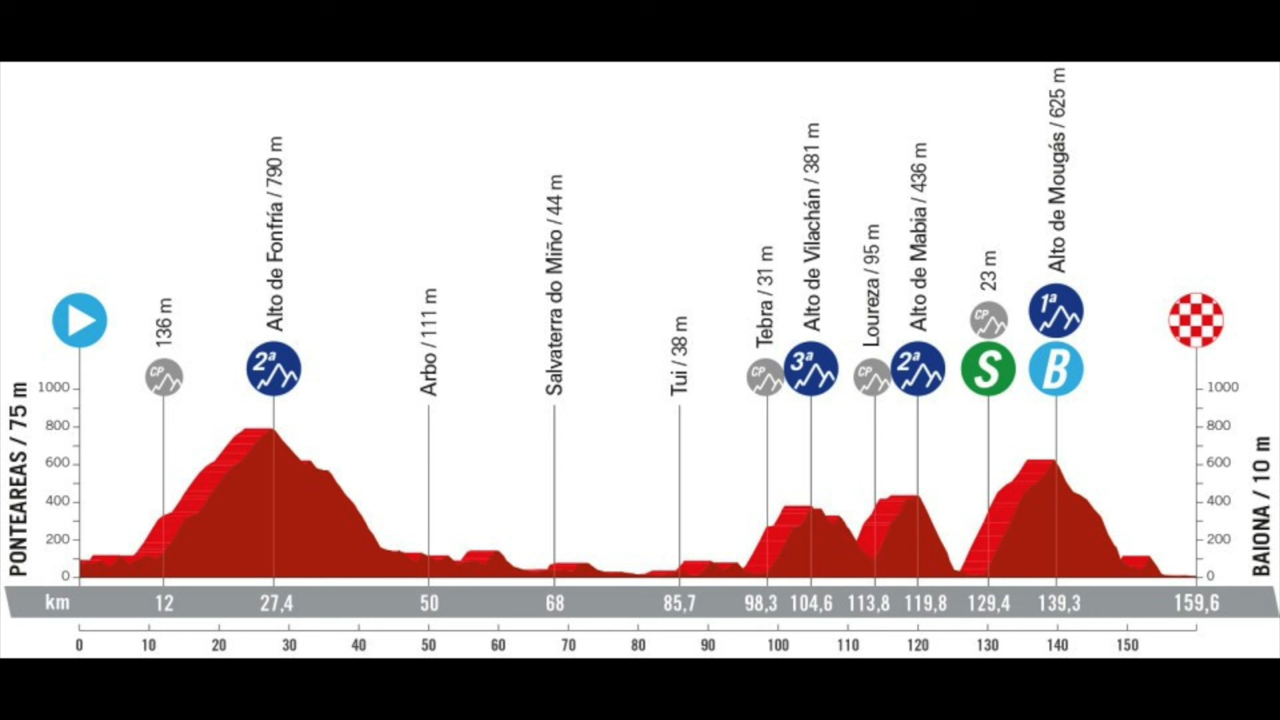 PONTEAREAS / 75 m
136 m
CP
Alto de Fonfría / 790 m
2ª
Arbo / 111 m
Salvaterra do Miño / 44 m
Tui / 38 m
Tebra / 31 m
CP
Alto de Vilachán / 381 m
3ª
Loureza / 95 m
CP
Alto de Mabia / 436 m
2ª
23 m
CP
S
Alto de Mougás / 625 m
1ª
B
BAIONA / 10 m
1000
800
600
400
200
0
1000
800
600
400
200
0
km 12 27,4 50 68 85,7 98,3 104,6 113,8 119,8 129,4 139,3 159,6
0 10 20 30 40 50 60 70 80 90 100 110 120 130 140 150